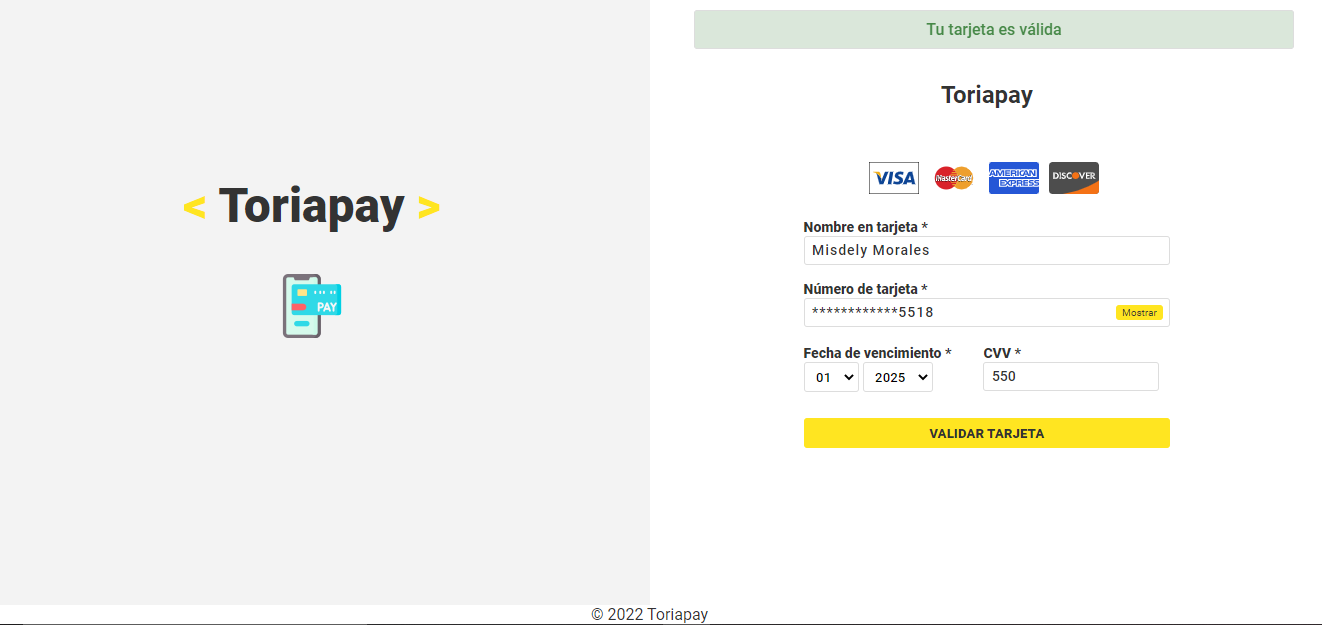 < Toriapay >
PAY
Tu tarjeta es válida
Toriapay
VISA MasterCard AMERICAN EXPRESS DISCOVER
Nombre en tarjeta *
Misdely Morales
Número de tarjeta *
************5518 Mostrar
Fecha de vencimiento * CVV *
01 2025 550
VALIDAR TARJETA
© 2022 Toriapay